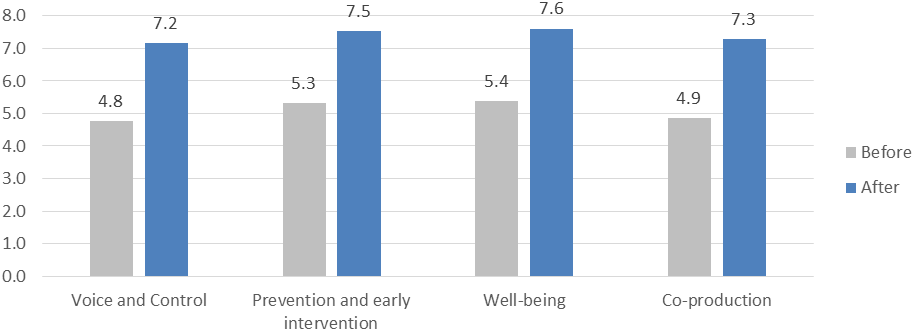 8.0
7.0
6.0
5.0
4.0
3.0
2.0
1.0
0.0
4.8
7.2
5.3
7.5
5.4
7.6
4.9
7.3
Voice and Control
Prevention and early
intervention
Well-being
Co-production
Before
After